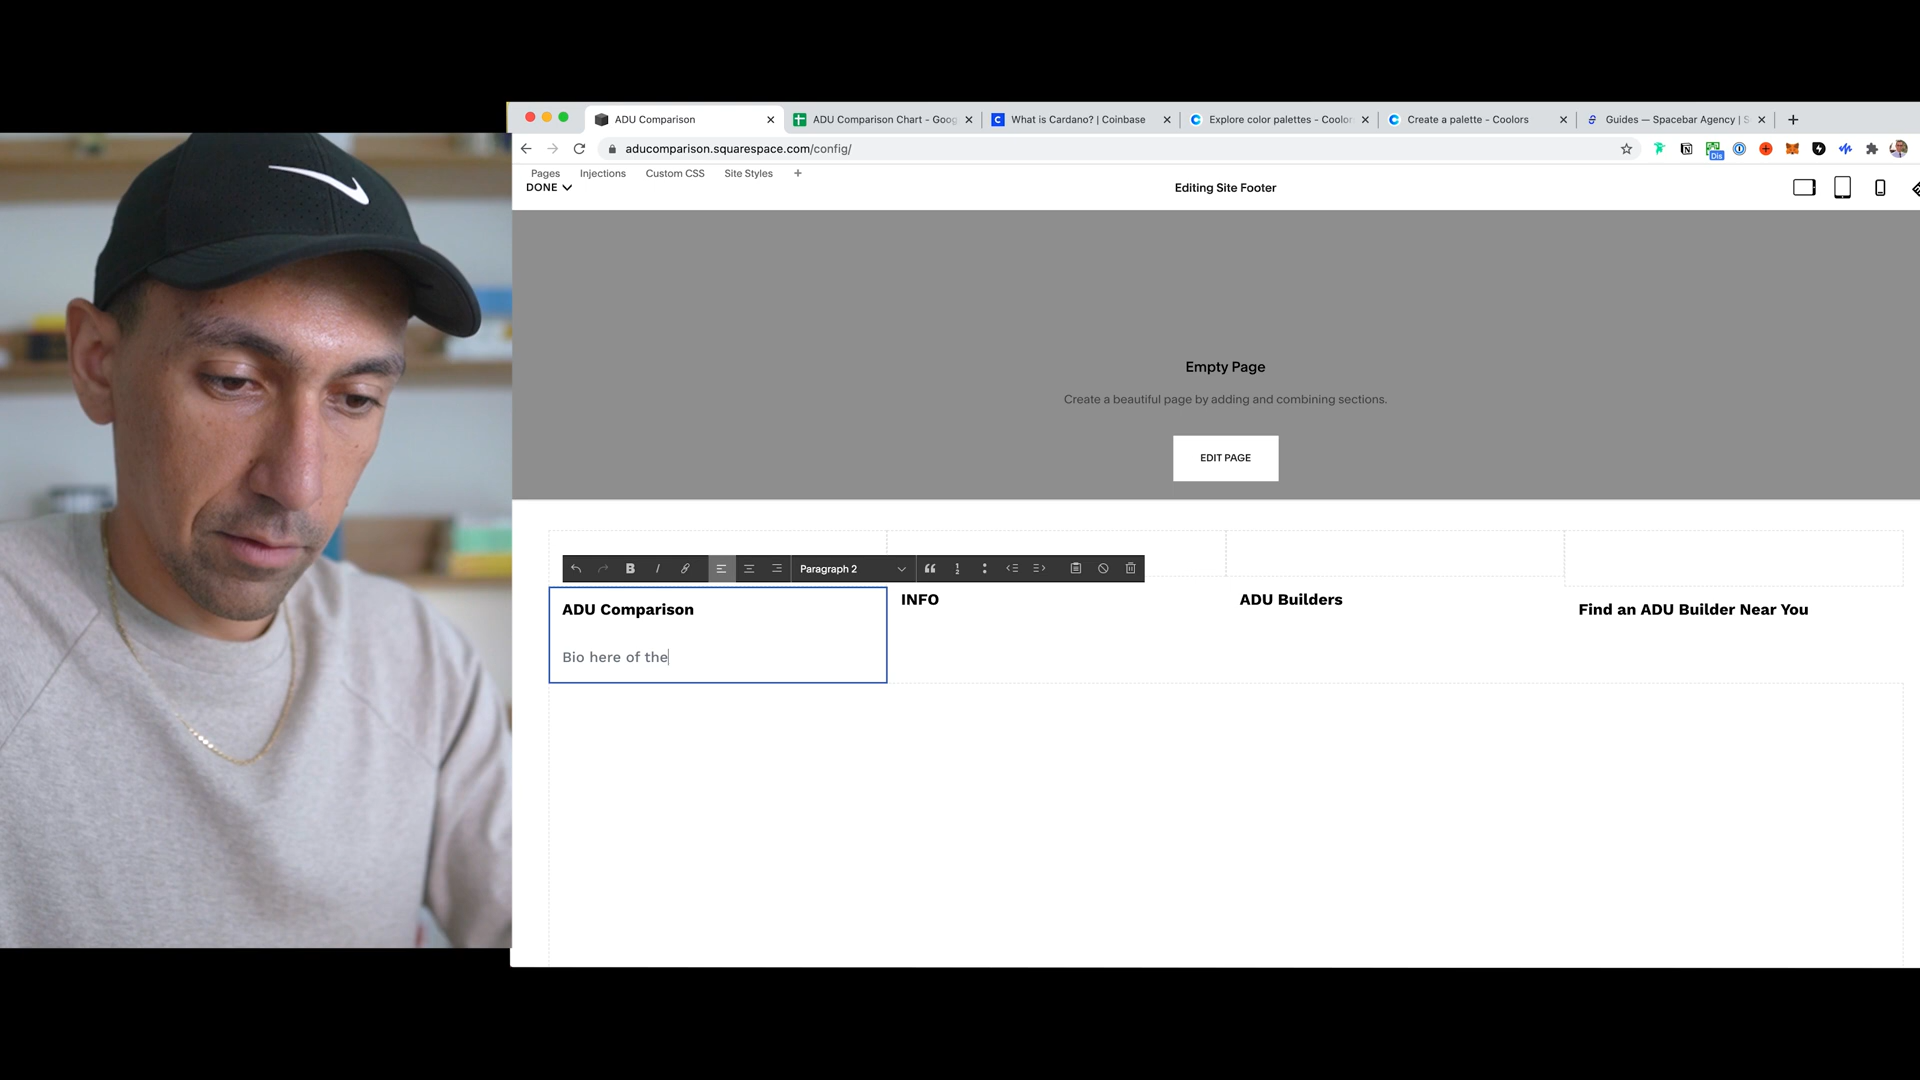 ADU Comparison
ADU Comparison Chart - Goog
What is Cardano? | Coinbase
Explore color palettes - Coolor
Create a palette - Coolors
Guides — Spacebar Agency | S
aducomparison.squarespace.com/config/
Dis
Pages Injections Custom CSS Site Styles +
DONE
Editing Site Footer
Empty Page
Create a beautiful page by adding and combining sections.
EDIT PAGE
B I Paragraph 2
ADU Comparison
INFO
ADU Builders
Find an ADU Builder Near You
Bio here of the